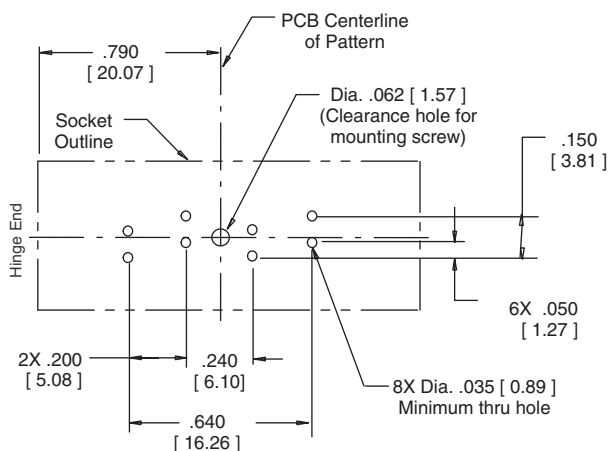 PCB Centerline
of Pattern
.790
[ 20.07 ]
Dia. .062 [ 1.57 ]
(Clearance hole for
mounting screw)
Socket
Outline
.150
[ 3.81 ]
Hinge End
6X .050
[ 1.27 ]
2X .200
[ 5.08 ]
.240
[ 6.10]
8X Dia. .035 [ 0.89 ]
Minimum thru hole
.640
[ 16.26 ]